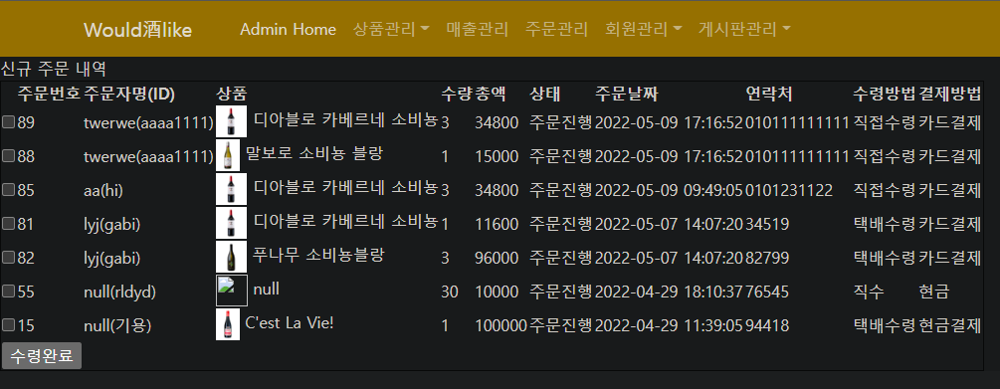 Would酒like Admin Home 상품관리 매출관리 주문관리 회원관리 게시판관리
신규 주문 내역
주문번호 주문자명(ID) 상품 수량 총액 상태 주문날짜 연락처 수령방법 결제방법
89 twerwe(aaaa1111) 디아블로 카베르네 소비뇽 3 34800 주문진행 2022-05-09 17:16:52 010111111111 직접수령 카드결제
88 twerwe(aaaa1111) 말보로 소비뇽 블랑 1 15000 주문진행 2022-05-09 17:16:52 010111111111 직접수령 카드결제
85 aa(hi) 디아블로 카베르네 소비뇽 3 34800 주문진행 2022-05-09 09:49:05 0101231122 직접수령 카드결제
81 lyj(gabi) 디아블로 카베르네 소비뇽 1 11600 주문진행 2022-05-07 14:07:20 34519 택배수령 카드결제
82 lyj(gabi) 푸나무 소비뇽블랑 3 96000 주문진행 2022-05-07 14:07:20 82799 택배수령 카드결제
55 null(rldyd) null 30 10000 주문진행 2022-04-29 18:10:37 76545 직수 현금
15 null(기용) C'est La Vie! 1 100000 주문진행 2022-04-29 11:39:05 94418 택배수령 현금결제
수령완료